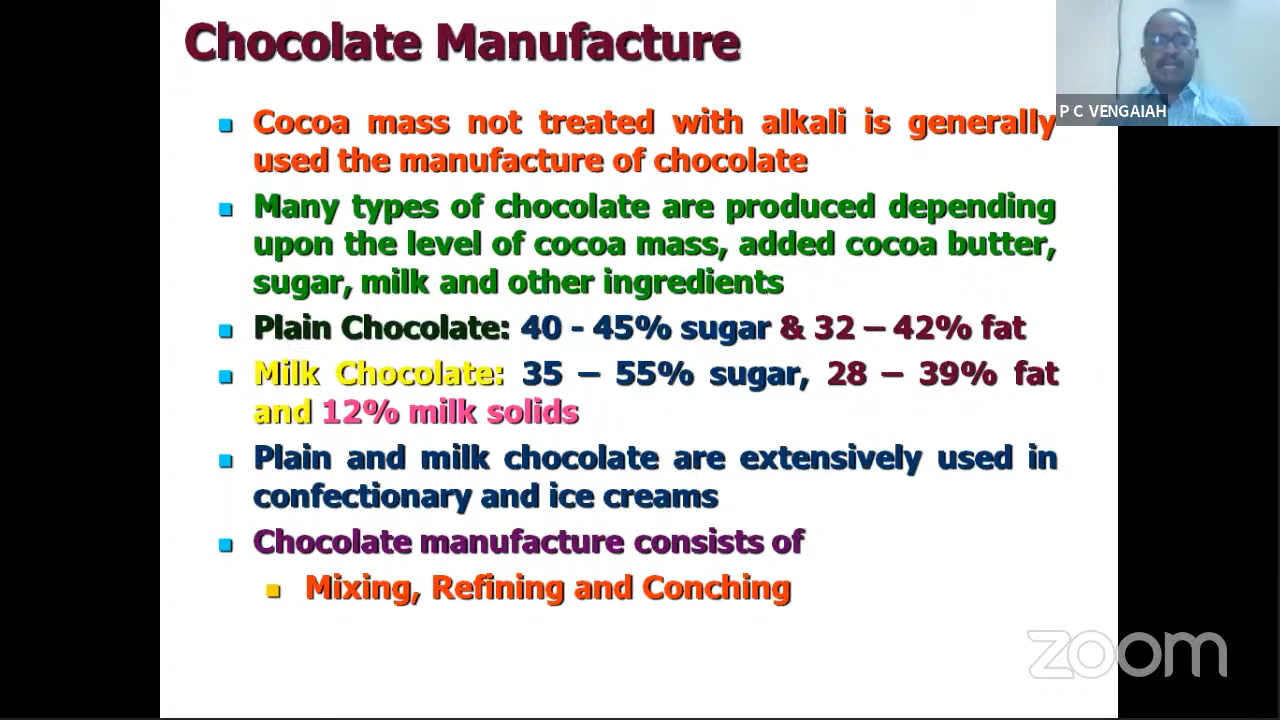 Chocolate Manufacture
P C VENGAIAH
Cocoa mass not treated with alkali is generally
used the manufacture of chocolate
Many types of chocolate are produced depending
upon the level of cocoa mass, added cocoa butter,
sugar, milk and other ingredients
Plain Chocolate: 40 - 45% sugar & 32 – 42% fat
Milk Chocolate: 35 – 55% sugar, 28 – 39% fat
and 12% milk solids
Plain and milk chocolate are extensively used in
confectionary and ice creams
Chocolate manufacture consists of
Mixing, Refining and Conching
zoom